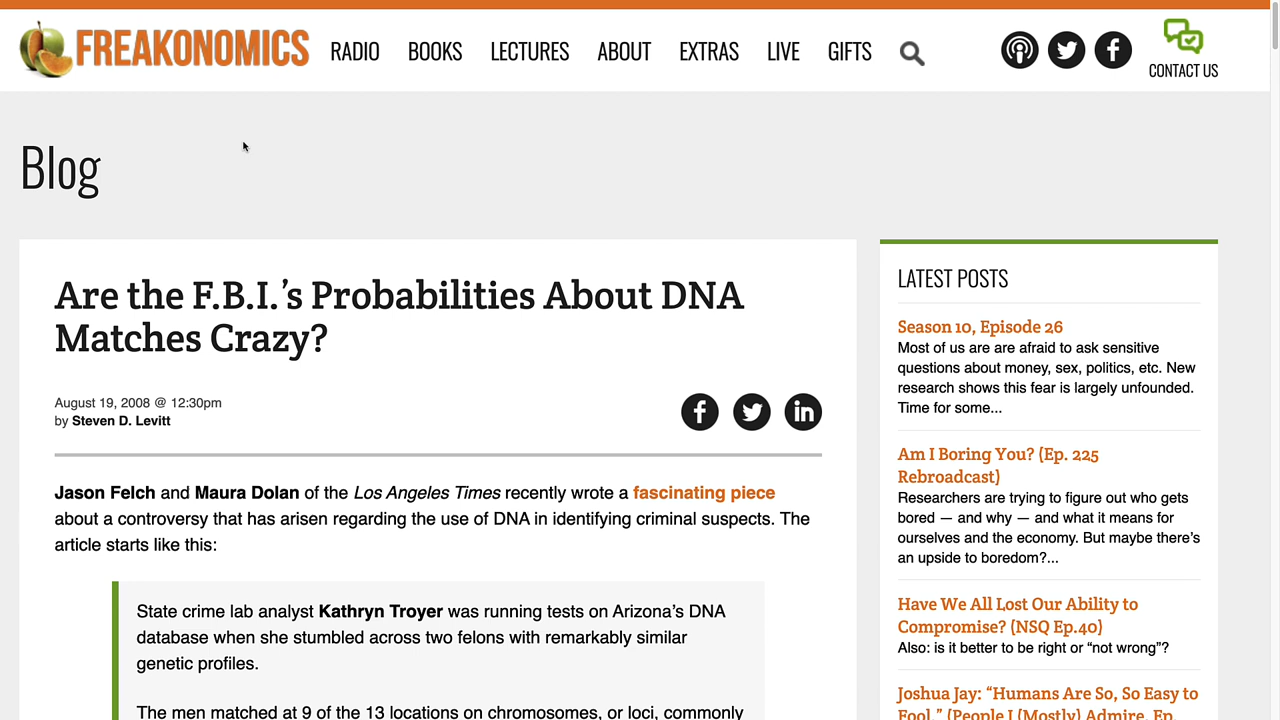 FREAKONOMICS RADIO BOOKS LECTURES ABOUT EXTRAS LIVE GIFTS
CONTACT US
Blog
Are the F.B.I.’s Probabilities About DNA
Matches Crazy?
August 19, 2008 @ 12:30pm
by Steven D. Levitt
Jason Felch and Maura Dolan of the Los Angeles Times recently wrote a fascinating piece
about a controversy that has arisen regarding the use of DNA in identifying criminal suspects. The
article starts like this:
State crime lab analyst Kathryn Troyer was running tests on Arizona’s DNA
database when she stumbled across two felons with remarkably similar
genetic profiles.
The men matched at 9 of the 13 locations on chromosomes, or loci, commonly
LATEST POSTS
Season 10, Episode 26
Most of us are are afraid to ask sensitive
questions about money, sex, politics, etc. New
research shows this fear is largely unfounded.
Time for some...
Am I Boring You? (Ep. 225
Rebroadcast)
Researchers are trying to figure out who gets
bored — and why — and what it means for
ourselves and the economy. But maybe there’s
an upside to boredom?...
Have We All Lost Our Ability to
Compromise? (NSQ Ep.40)
Also: is it better to be right or “not wrong”?
Joshua Jay: “Humans Are So, So Easy to
Fool.” (People I (Mostly) Admire, Ep.